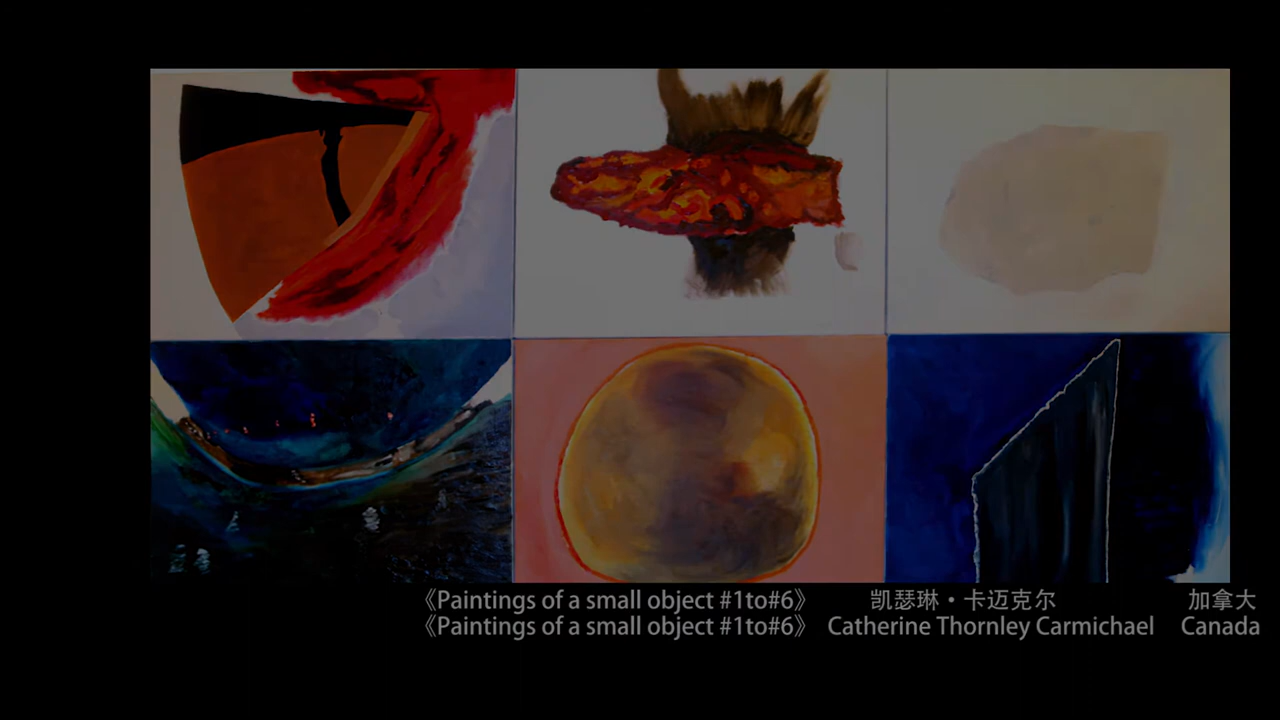 《Paintings of a small object #1to#6》 凯瑟琳・卡迈克尔 加拿大
《Paintings of a small object #1to#6》 Catherine Thornley Carmichael Canada